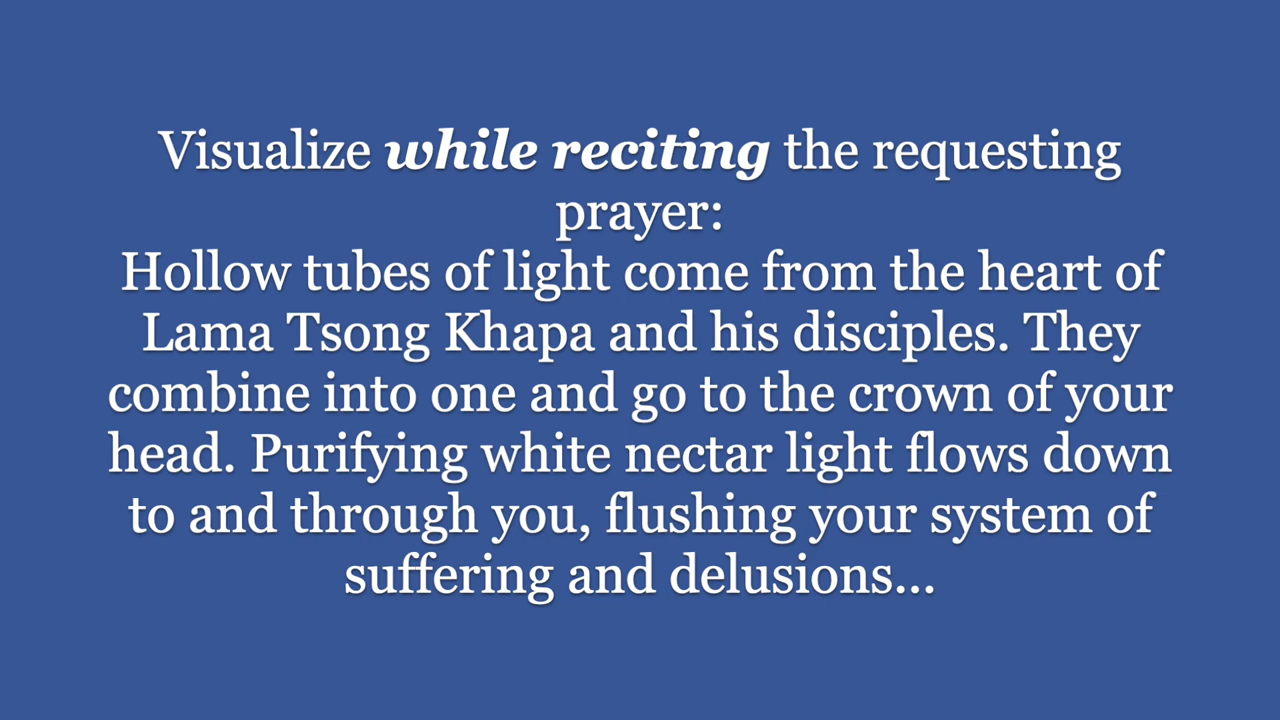 Visualize while reciting the requesting
prayer:
Hollow tubes of light come from the heart of
Lama Tsong Khapa and his disciples. They
combine into one and go to the crown of your
head. Purifying white nectar light flows down
to and through you, flushing your system of
suffering and delusions...